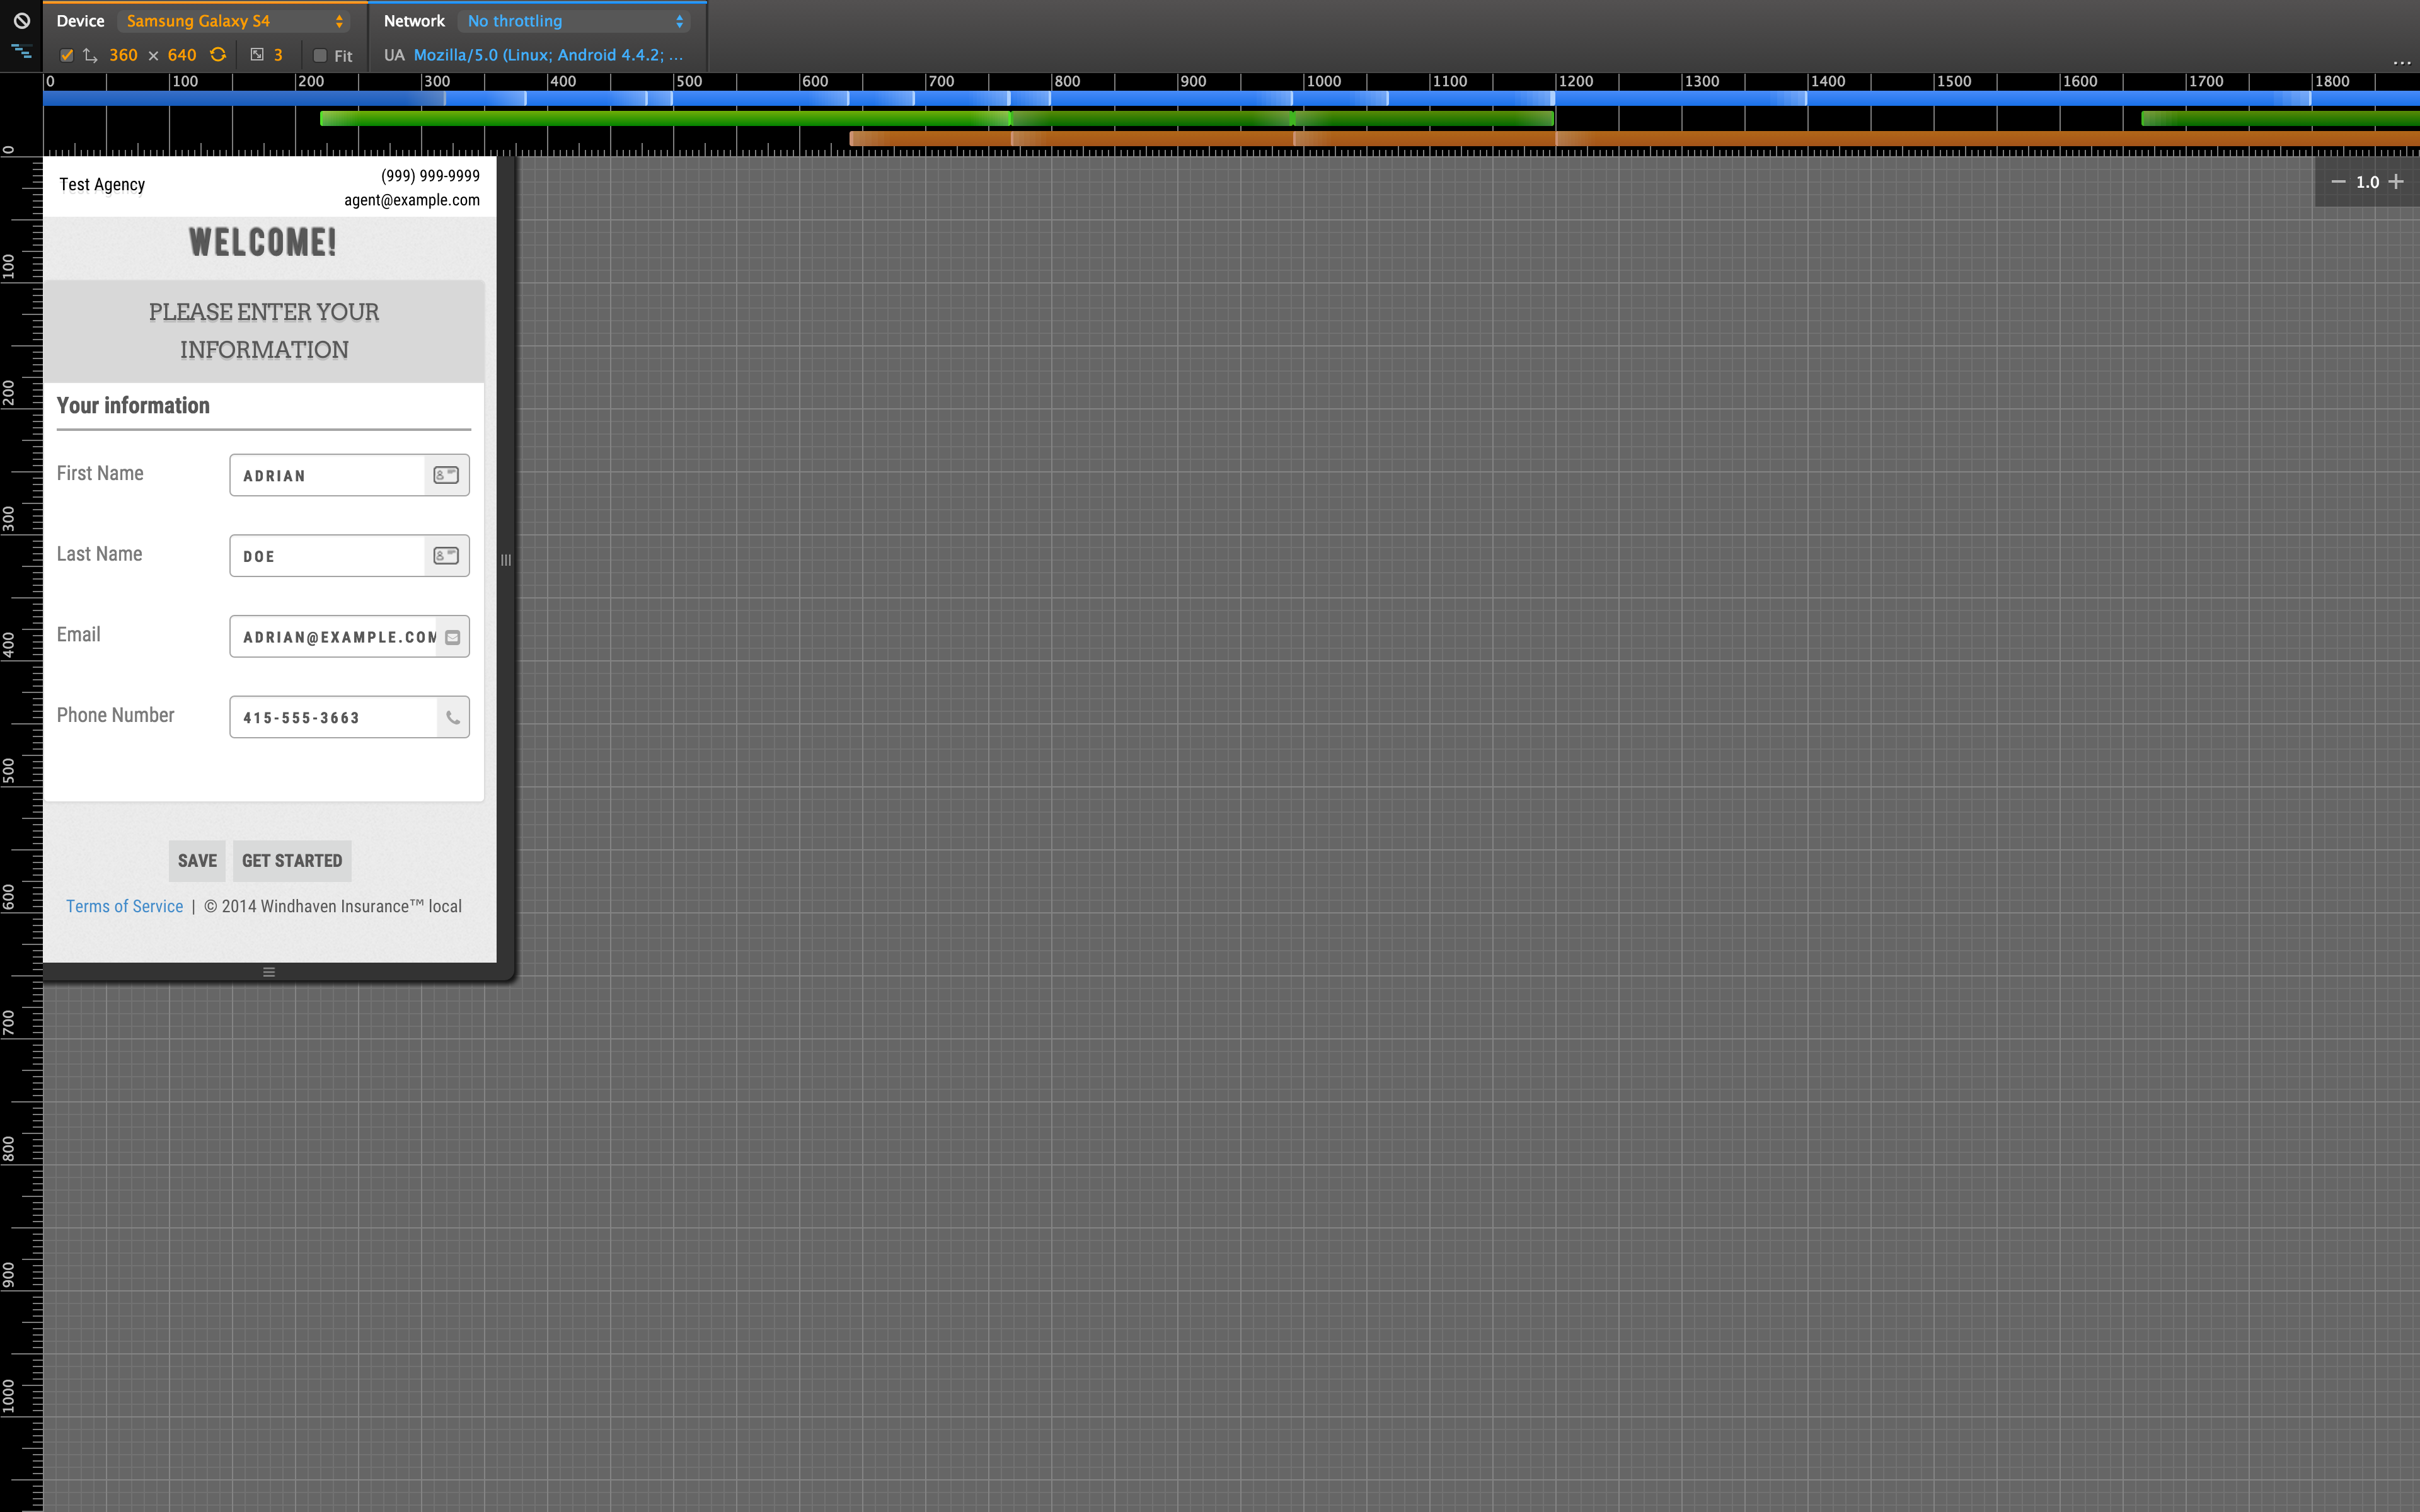 Device Samsung Galaxy S4 Network No throttling
360 × 640 3 Fit UA Mozilla/5.0 (Linux; Android 4.4.2; ...
...
0 100 200 300 400 500 600 700 800 900 1000 1100 1200 1300 1400 1500 1600 1700 1800
0
100
200
300
400
500
600
700
800
900
1000
1.0
Test Agency
(999) 999-9999
agent@example.com
WELCOME!
PLEASE ENTER YOUR
INFORMATION
Your information
First Name ADRIAN
Last Name DOE
Email ADRIAN@EXAMPLE.COM
Phone Number 415-555-3663
SAVE GET STARTED
Terms of Service | © 2014 Windhaven Insurance™ local